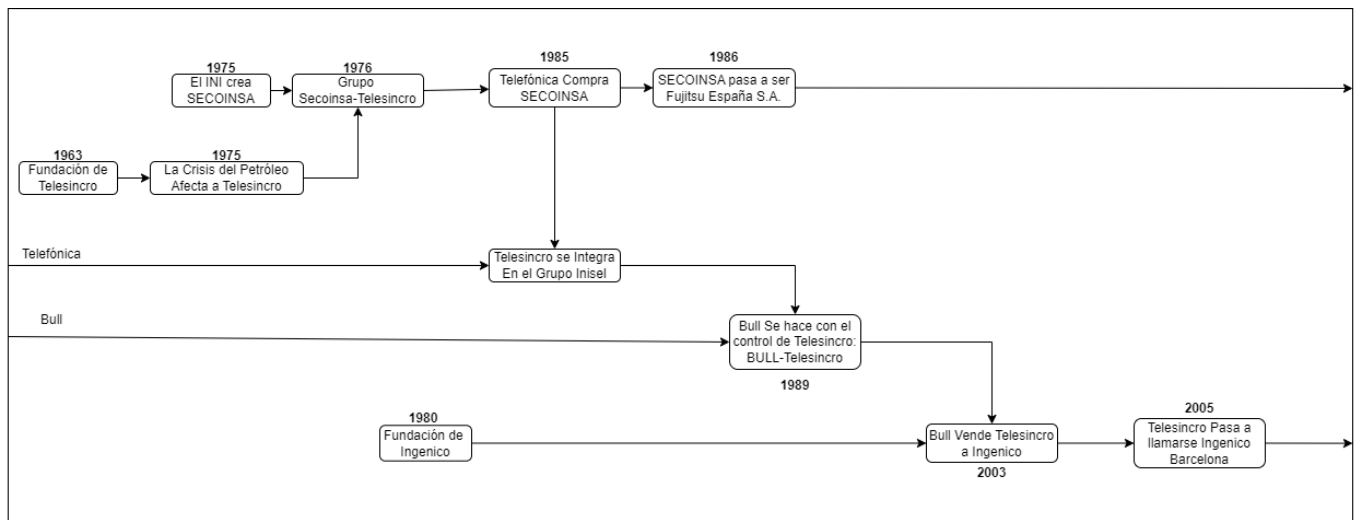 1975
El INI crea
SECOINSA
1976
Grupo
Secoinsa-Telesincro
1985
Telefónica Compra
SECOINSA
1986
SECOINSA pasa a ser
Fujitsu España S.A.
1963
Fundación de
Telesincro
1975
La Crisis del Petróleo
Afecta a Telesincro
Telefónica
Telesincro se Integra
En el Grupo Inisel
Bull
Bull Se hace con el
control de Telesincro:
BULL-Telesincro
1989
1980
Fundación de
Ingenico
Bull Vende Telesincro
a Ingenico
2003
2005
Telesincro Pasa a
llamarse Ingenico
Barcelona